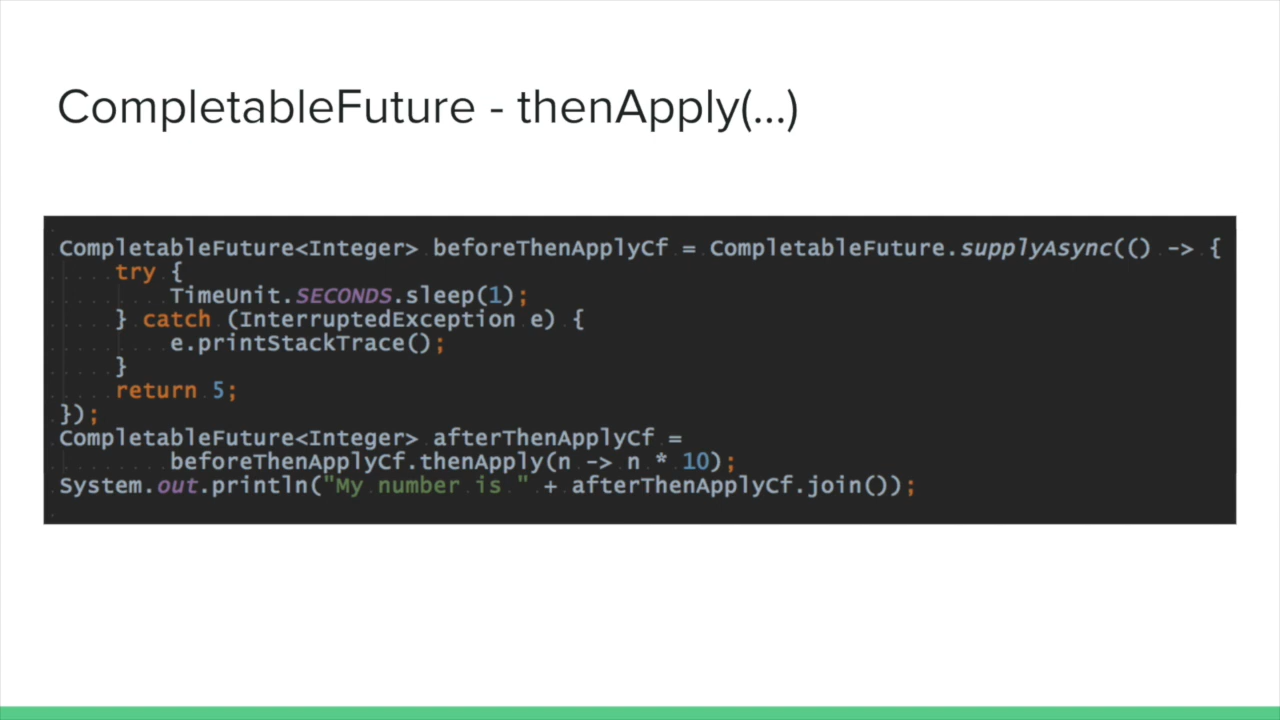 CompletableFuture - thenApply(...)
CompletableFuture<Integer> beforeThenApplyCf = CompletableFuture.supplyAsync(() -> {
try {
TimeUnit.SECONDS.sleep(1);
} catch (InterruptedException e) {
e.printStackTrace();
}
return 5;
});
CompletableFuture<Integer> afterThenApplyCf =
beforeThenApplyCf.thenApply(n -> n * 10);
System.out.println("My number is " + afterThenApplyCf.join());